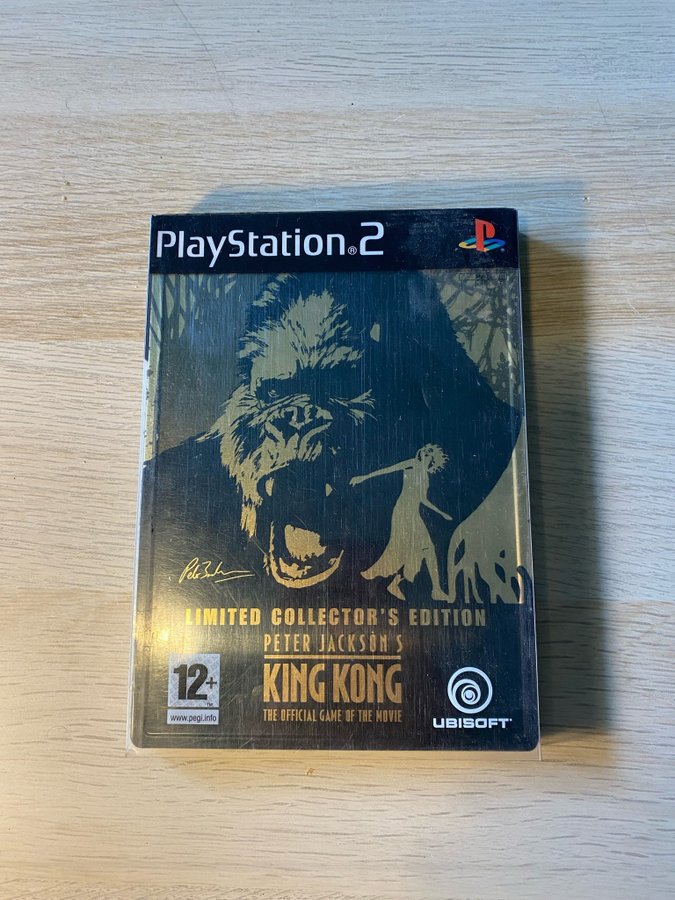 PlayStation®2
LIMITED COLLECTOR'S EDITION
PETER JACKSON'S
KING KONG
THE OFFICIAL GAME OF THE MOVIE
12+
www.pegi.info
UBISOFT